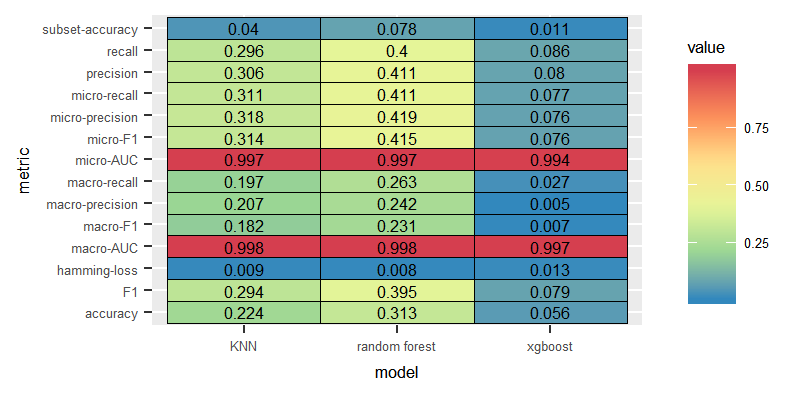 subset-accuracy 0.04 0.078 0.011
recall 0.296 0.4 0.086
precision 0.306 0.411 0.08
micro-recall 0.311 0.411 0.077
micro-precision 0.318 0.419 0.076
micro-F1 0.314 0.415 0.076
micro-AUC 0.997 0.997 0.994
macro-recall 0.197 0.263 0.027
macro-precision 0.207 0.242 0.005
macro-F1 0.182 0.231 0.007
macro-AUC 0.998 0.998 0.997
hamming-loss 0.009 0.008 0.013
F1 0.294 0.395 0.079
accuracy 0.224 0.313 0.056
KNN random forest xgboost
model
metric
value
0.75
0.50
0.25